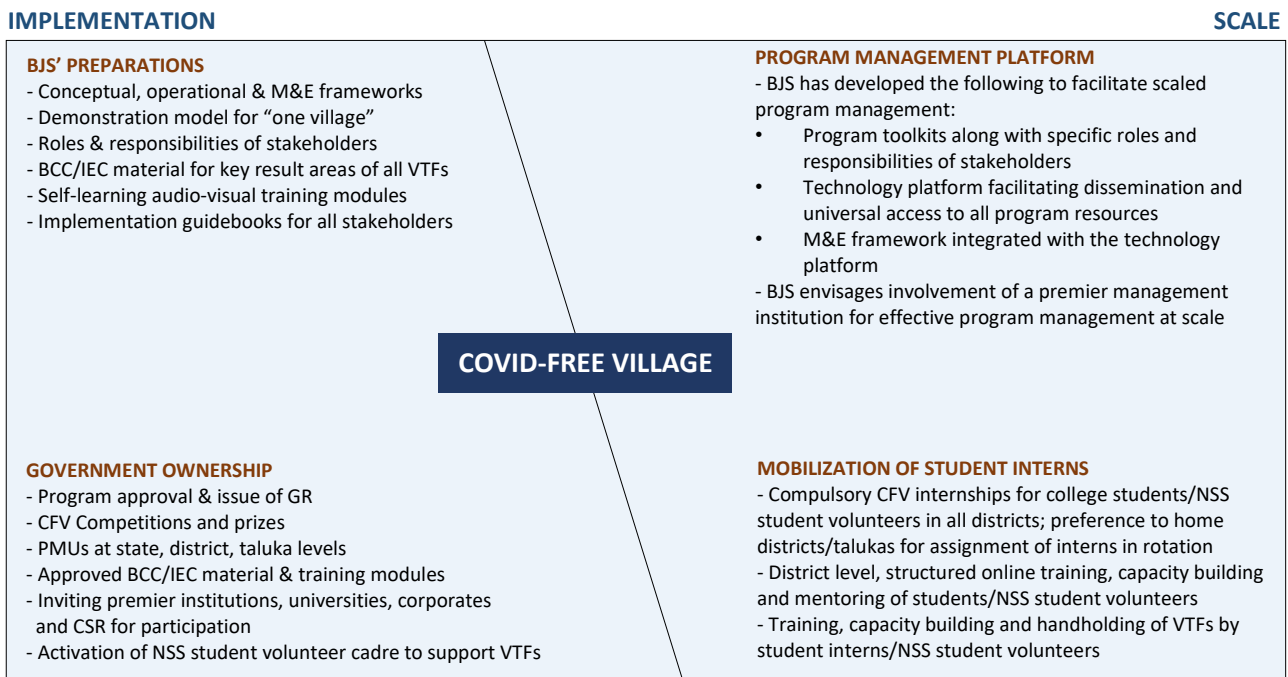 IMPLEMENTATION
SCALE
BJS’ PREPARATIONS
- Conceptual, operational & M&E frameworks
- Demonstration model for “one village”
- Roles & responsibilities of stakeholders
- BCC/IEC material for key result areas of all VTFs
- Self-learning audio-visual training modules
- Implementation guidebooks for all stakeholders
PROGRAM MANAGEMENT PLATFORM
- BJS has developed the following to facilitate scaled
program management:
• Program toolkits along with specific roles and
responsibilities of stakeholders
• Technology platform facilitating dissemination and
universal access to all program resources
• M&E framework integrated with the technology
platform
- BJS envisages involvement of a premier management
institution for effective program management at scale
COVID-FREE VILLAGE
GOVERNMENT OWNERSHIP
- Program approval & issue of GR
- CFV Competitions and prizes
- PMUs at state, district, taluka levels
- Approved BCC/IEC material & training modules
- Inviting premier institutions, universities, corporates
and CSR for participation
- Activation of NSS student volunteer cadre to support VTFs
MOBILIZATION OF STUDENT INTERNS
- Compulsory CFV internships for college students/NSS
student volunteers in all districts; preference to home
districts/talukas for assignment of interns in rotation
- District level, structured online training, capacity building
and mentoring of students/NSS student volunteers
- Training, capacity building and handholding of VTFs by
student interns/NSS student volunteers